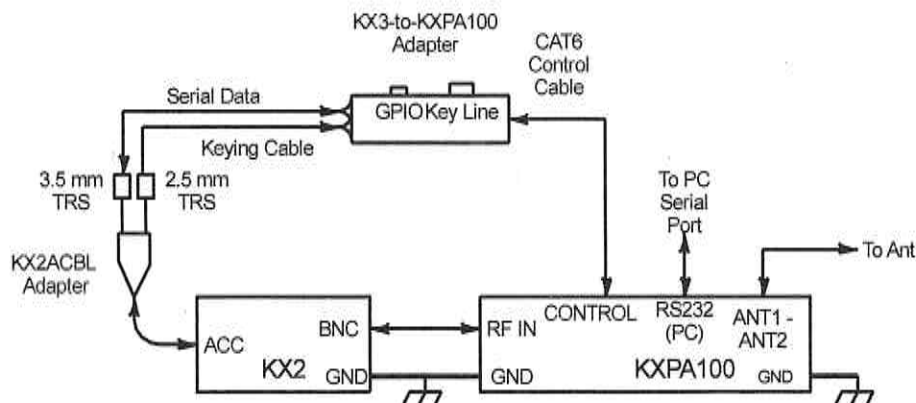 KX3-to-KXPA100
Adapter
CAT6
Control
Cable
Serial Data
GPIO Key Line
Keying Cable
3.5 mm
TRS
2.5 mm
TRS
To PC
Serial
Port
To Ant
KX2ACBL
Adapter
ACC
BNC
KX2
GND
RF IN
CONTROL
RS232
(PC)
ANT1 -
ANT2
KXPA100
GND
GND